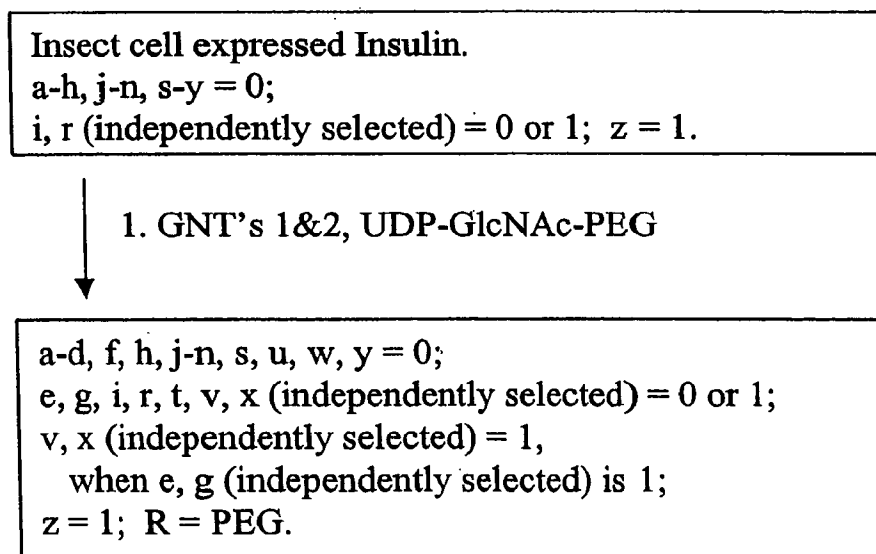 Insect cell expressed Insulin.
a-h, j-n, s-y = 0;
i, r (independently selected) = 0 or 1; z = 1.
1. GNT's 1&2, UDP-GlcNAc-PEG
a-d, f, h, j-n, s, u, w, y = 0;
e, g, i, r, t, v, x (independently selected) = 0 or 1;
v, x (independently selected) = 1,
when e, g (independently selected) is 1;
z = 1; R = PEG.